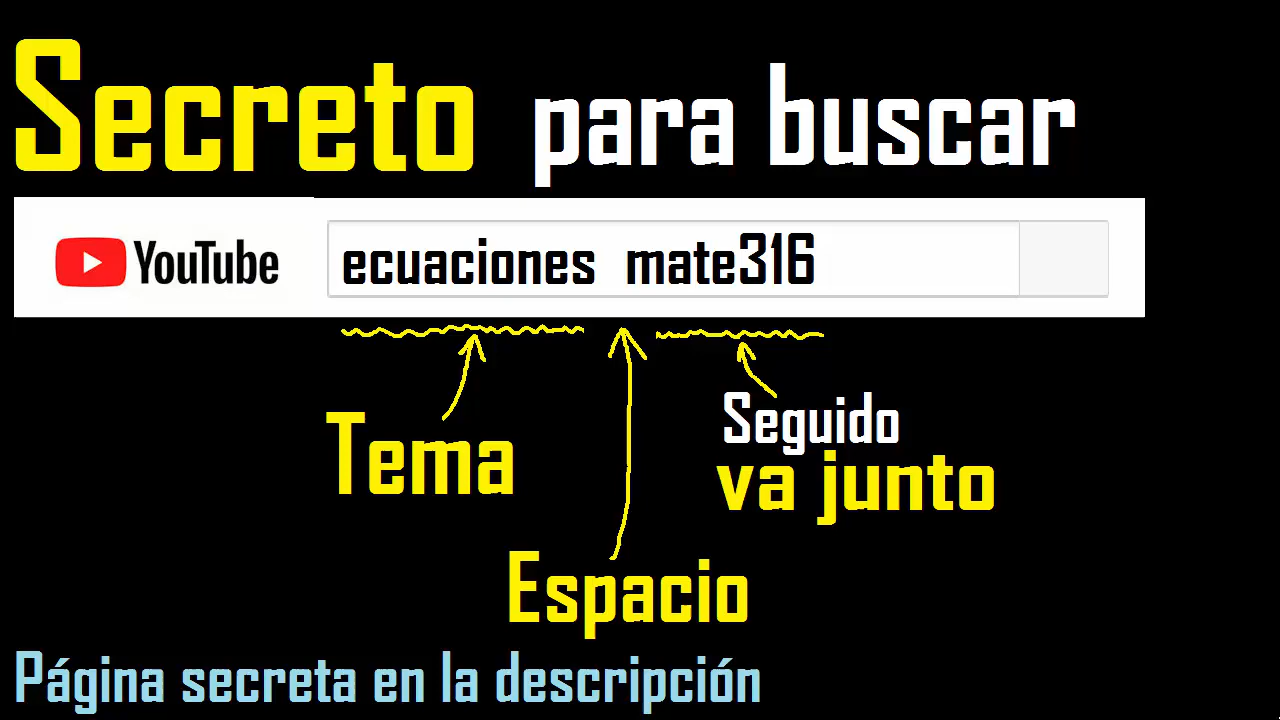 Secreto para buscar
YouTube ecuaciones mate316
Tema
Seguido
va junto
Espacio
Página secreta en la descripción